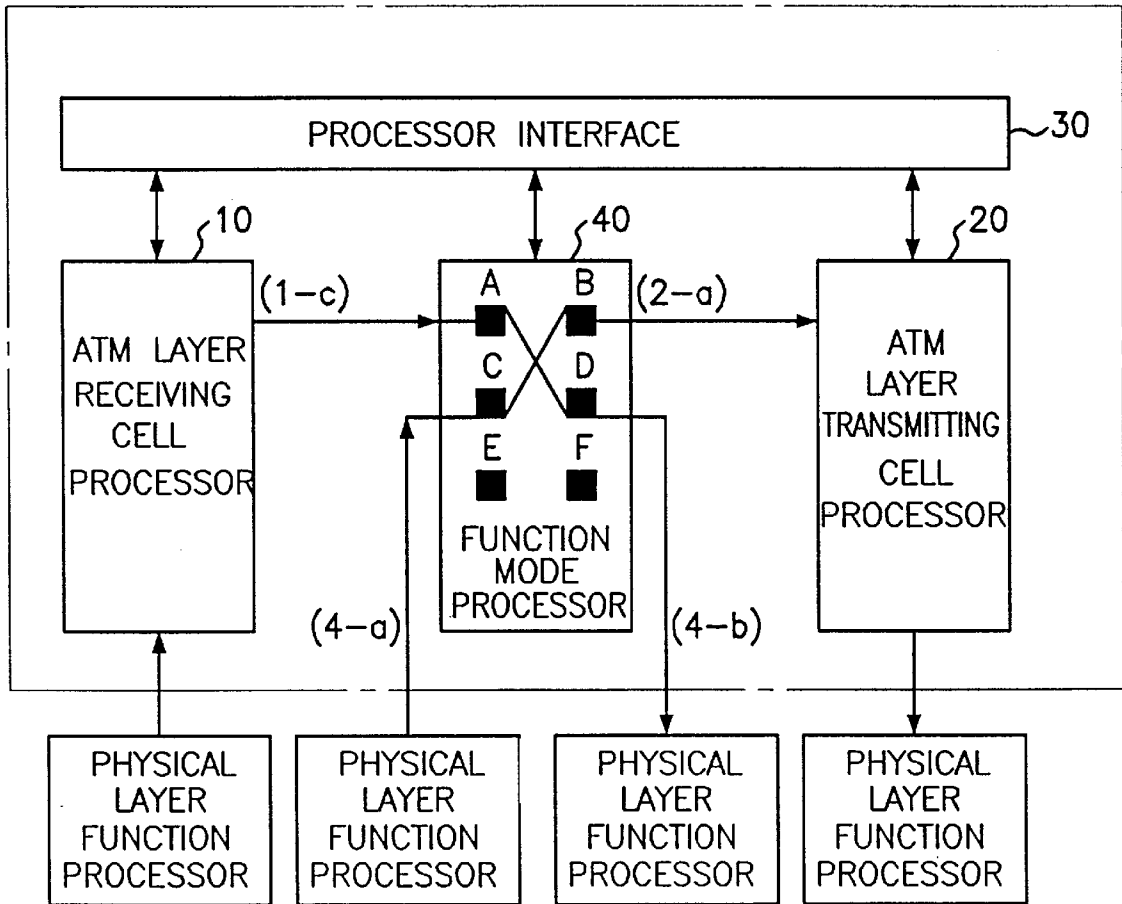 PROCESSOR INTERFACE
30
10
40
20
ATM LAYER
RECEIVING
CELL
PROCESSOR
(1-c)
A B
C D
E F
FUNCTION
MODE
PROCESSOR
(2-a)
ATM
LAYER
TRANSMITTING
CELL
PROCESSOR
(4-a)
(4-b)
PHYSICAL
LAYER
FUNCTION
PROCESSOR
PHYSICAL
LAYER
FUNCTION
PROCESSOR
PHYSICAL
LAYER
FUNCTION
PROCESSOR
PHYSICAL
LAYER
FUNCTION
PROCESSOR